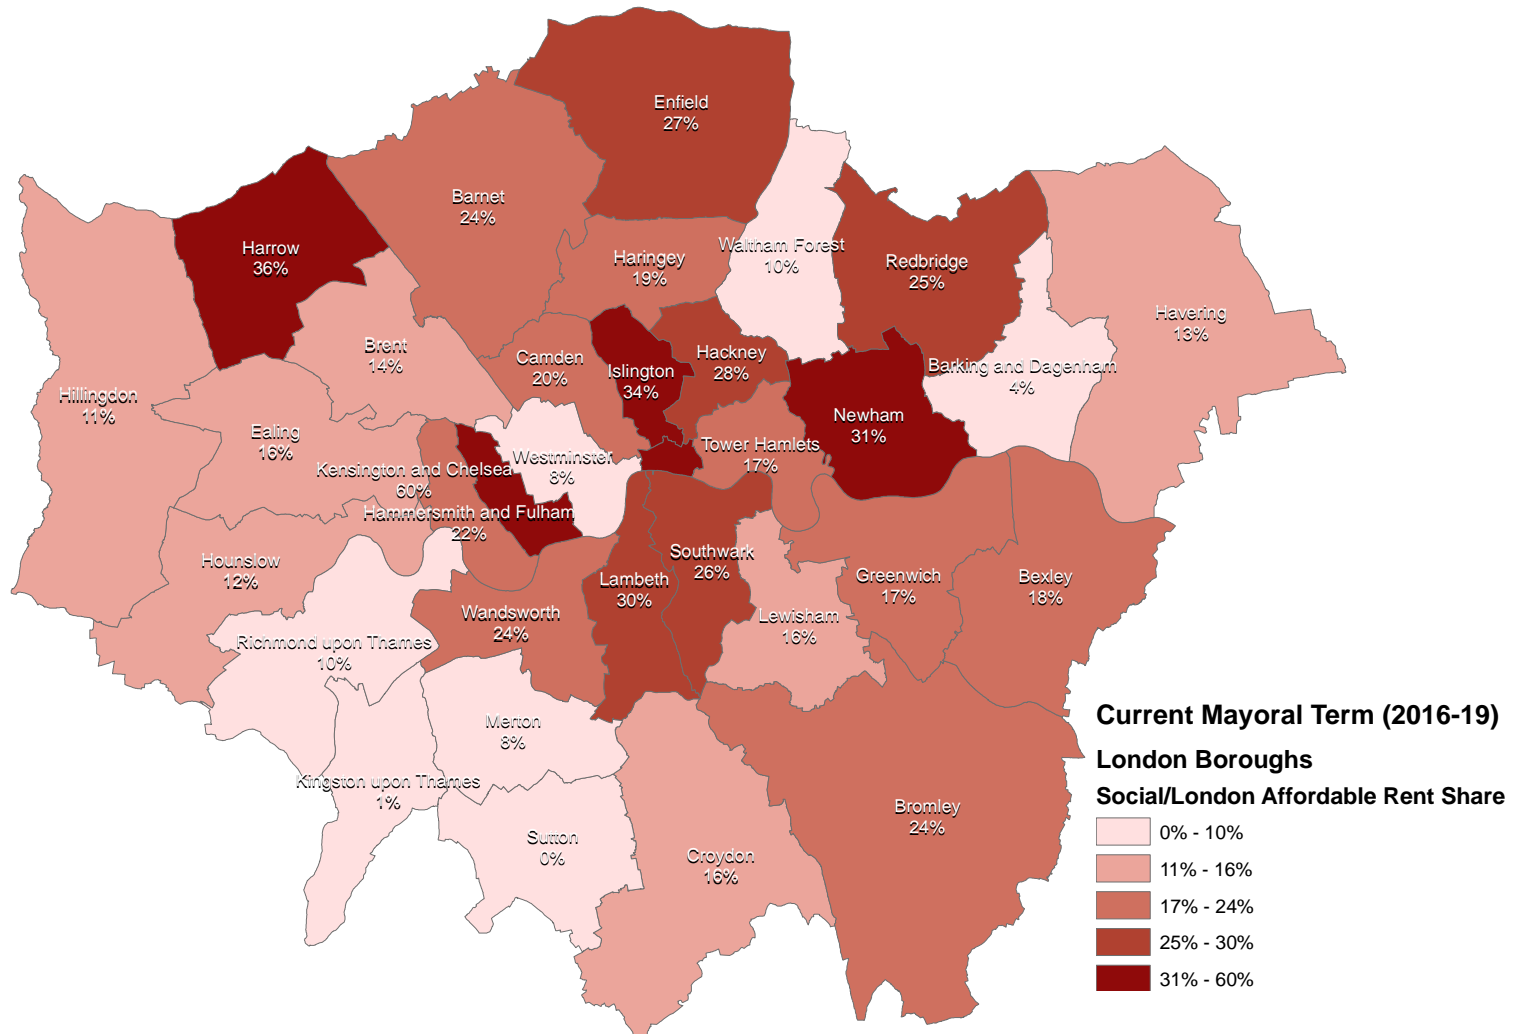 Enfield
27%
Barnet
24%
Harrow
36%
Haringey
19%
Waltham Forest
10%
Redbridge
25%
Havering
13%
Brent
14%
Camden
20%
Islington
34%
Hackney
28%
Barking and Dagenham
4%
Hillingdon
11%
Newham
31%
Ealing
16%
Tower Hamlets
17%
Westminster
8%
Kensington and Chelsea
60%
Hammersmith and Fulham
22%
Hounslow
12%
Southwark
26%
Lambeth
30%
Greenwich
17%
Bexley
18%
Wandsworth
24%
Lewisham
16%
Richmond upon Thames
10%
Merton
8%
Kingston upon Thames
1%
Sutton
0%
Croydon
16%
Bromley
24%
Current Mayoral Term (2016-19)
London Boroughs
Social/London Affordable Rent Share
0% - 10%
11% - 16%
17% - 24%
25% - 30%
31% - 60%